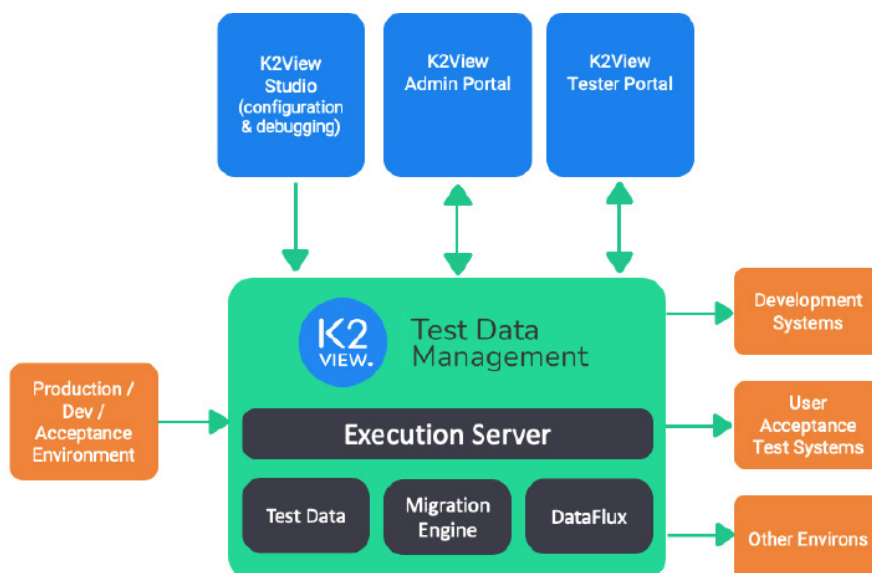 K2View
Studio
(configuration
& debugging)
K2View
Admin Portal
K2View
Tester Portal
K2
VIEW.
Test Data
Management
Production /
Dev /
Acceptance
Environment
Execution Server
Test Data
Migration
Engine
DataFlux
Development
Systems
User
Acceptance
Test Systems
Other Environs